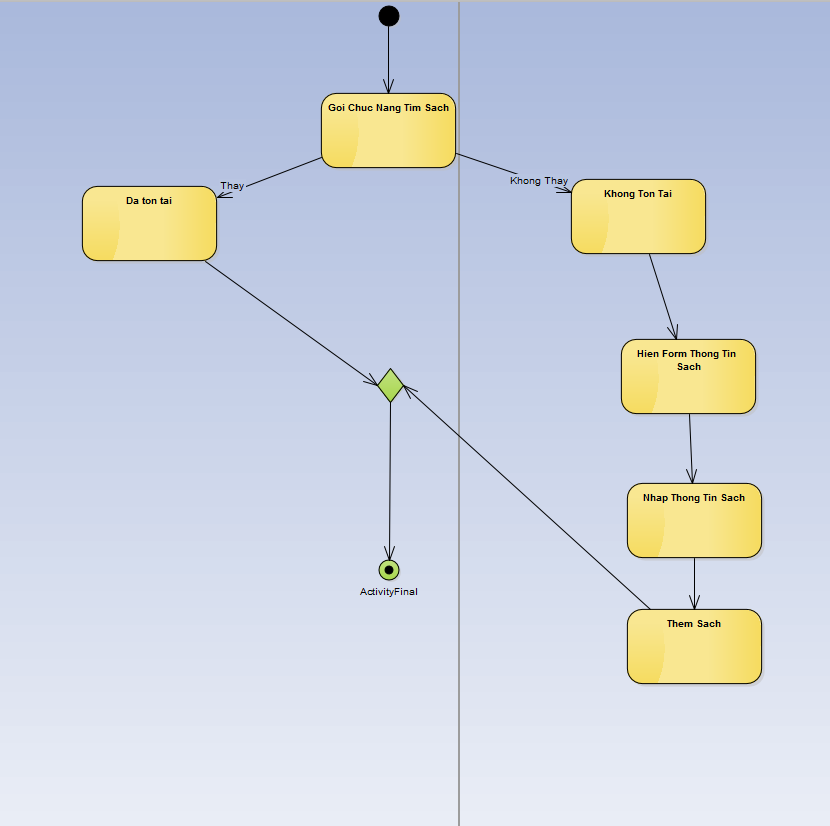 Goi Chuc Nang Tim Sach
Thay
Khong Thay
Da ton tai
Khong Ton Tai
Hien Form Thong Tin
Sach
Nhap Thong Tin Sach
ActivityFinal
Them Sach